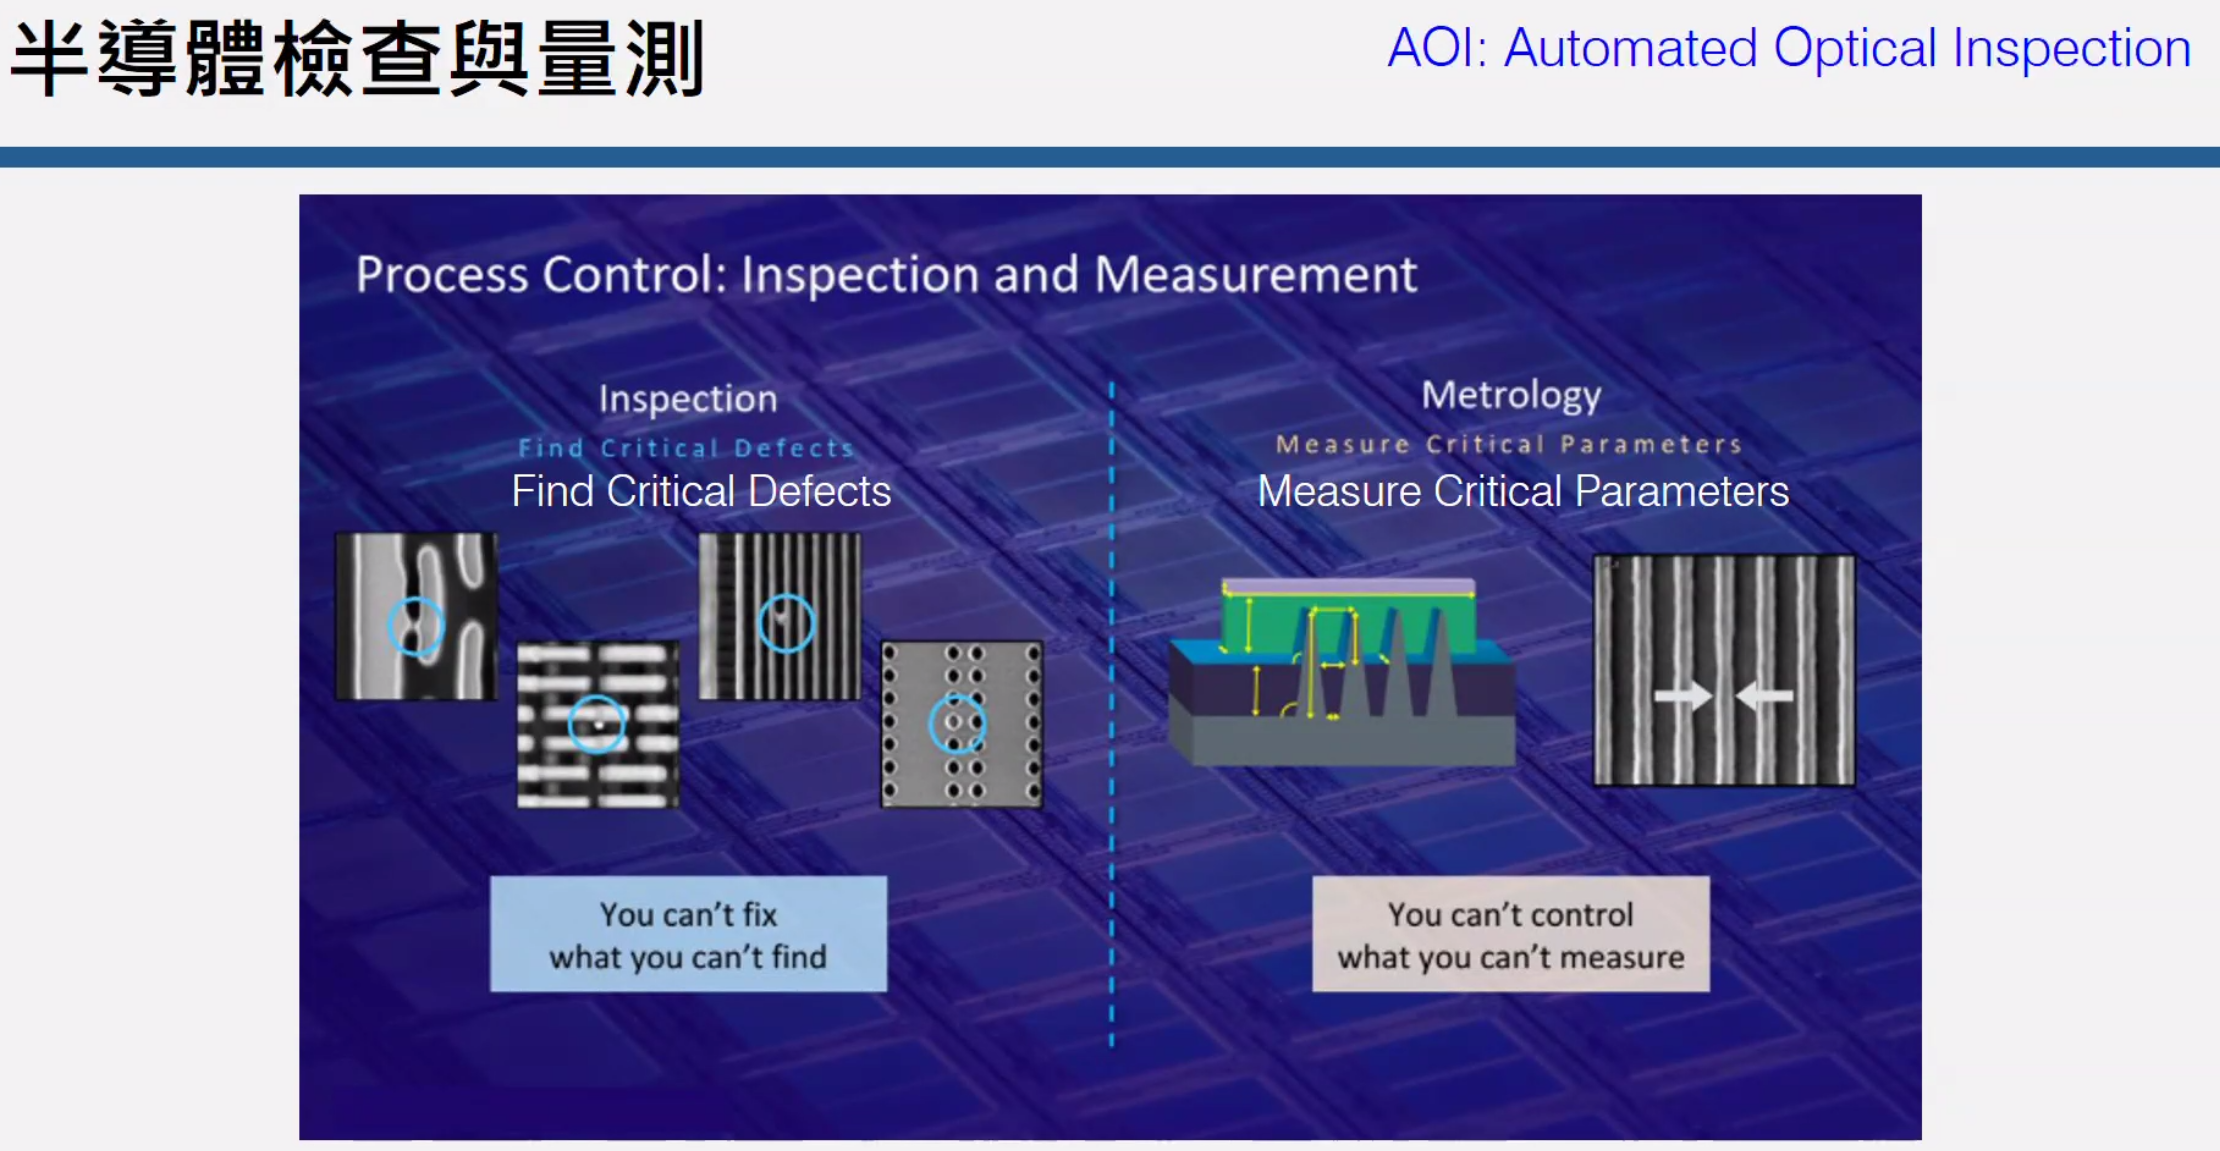 半導體檢查與量測
AOI: Automated Optical Inspection
Process Control: Inspection and Measurement
Inspection
Find Critical Defects
Find Critical Defects
Metrology
Measure Critical Parameters
Measure Critical Parameters
You can't fix
what you can't find
You can't control
what you can't measure